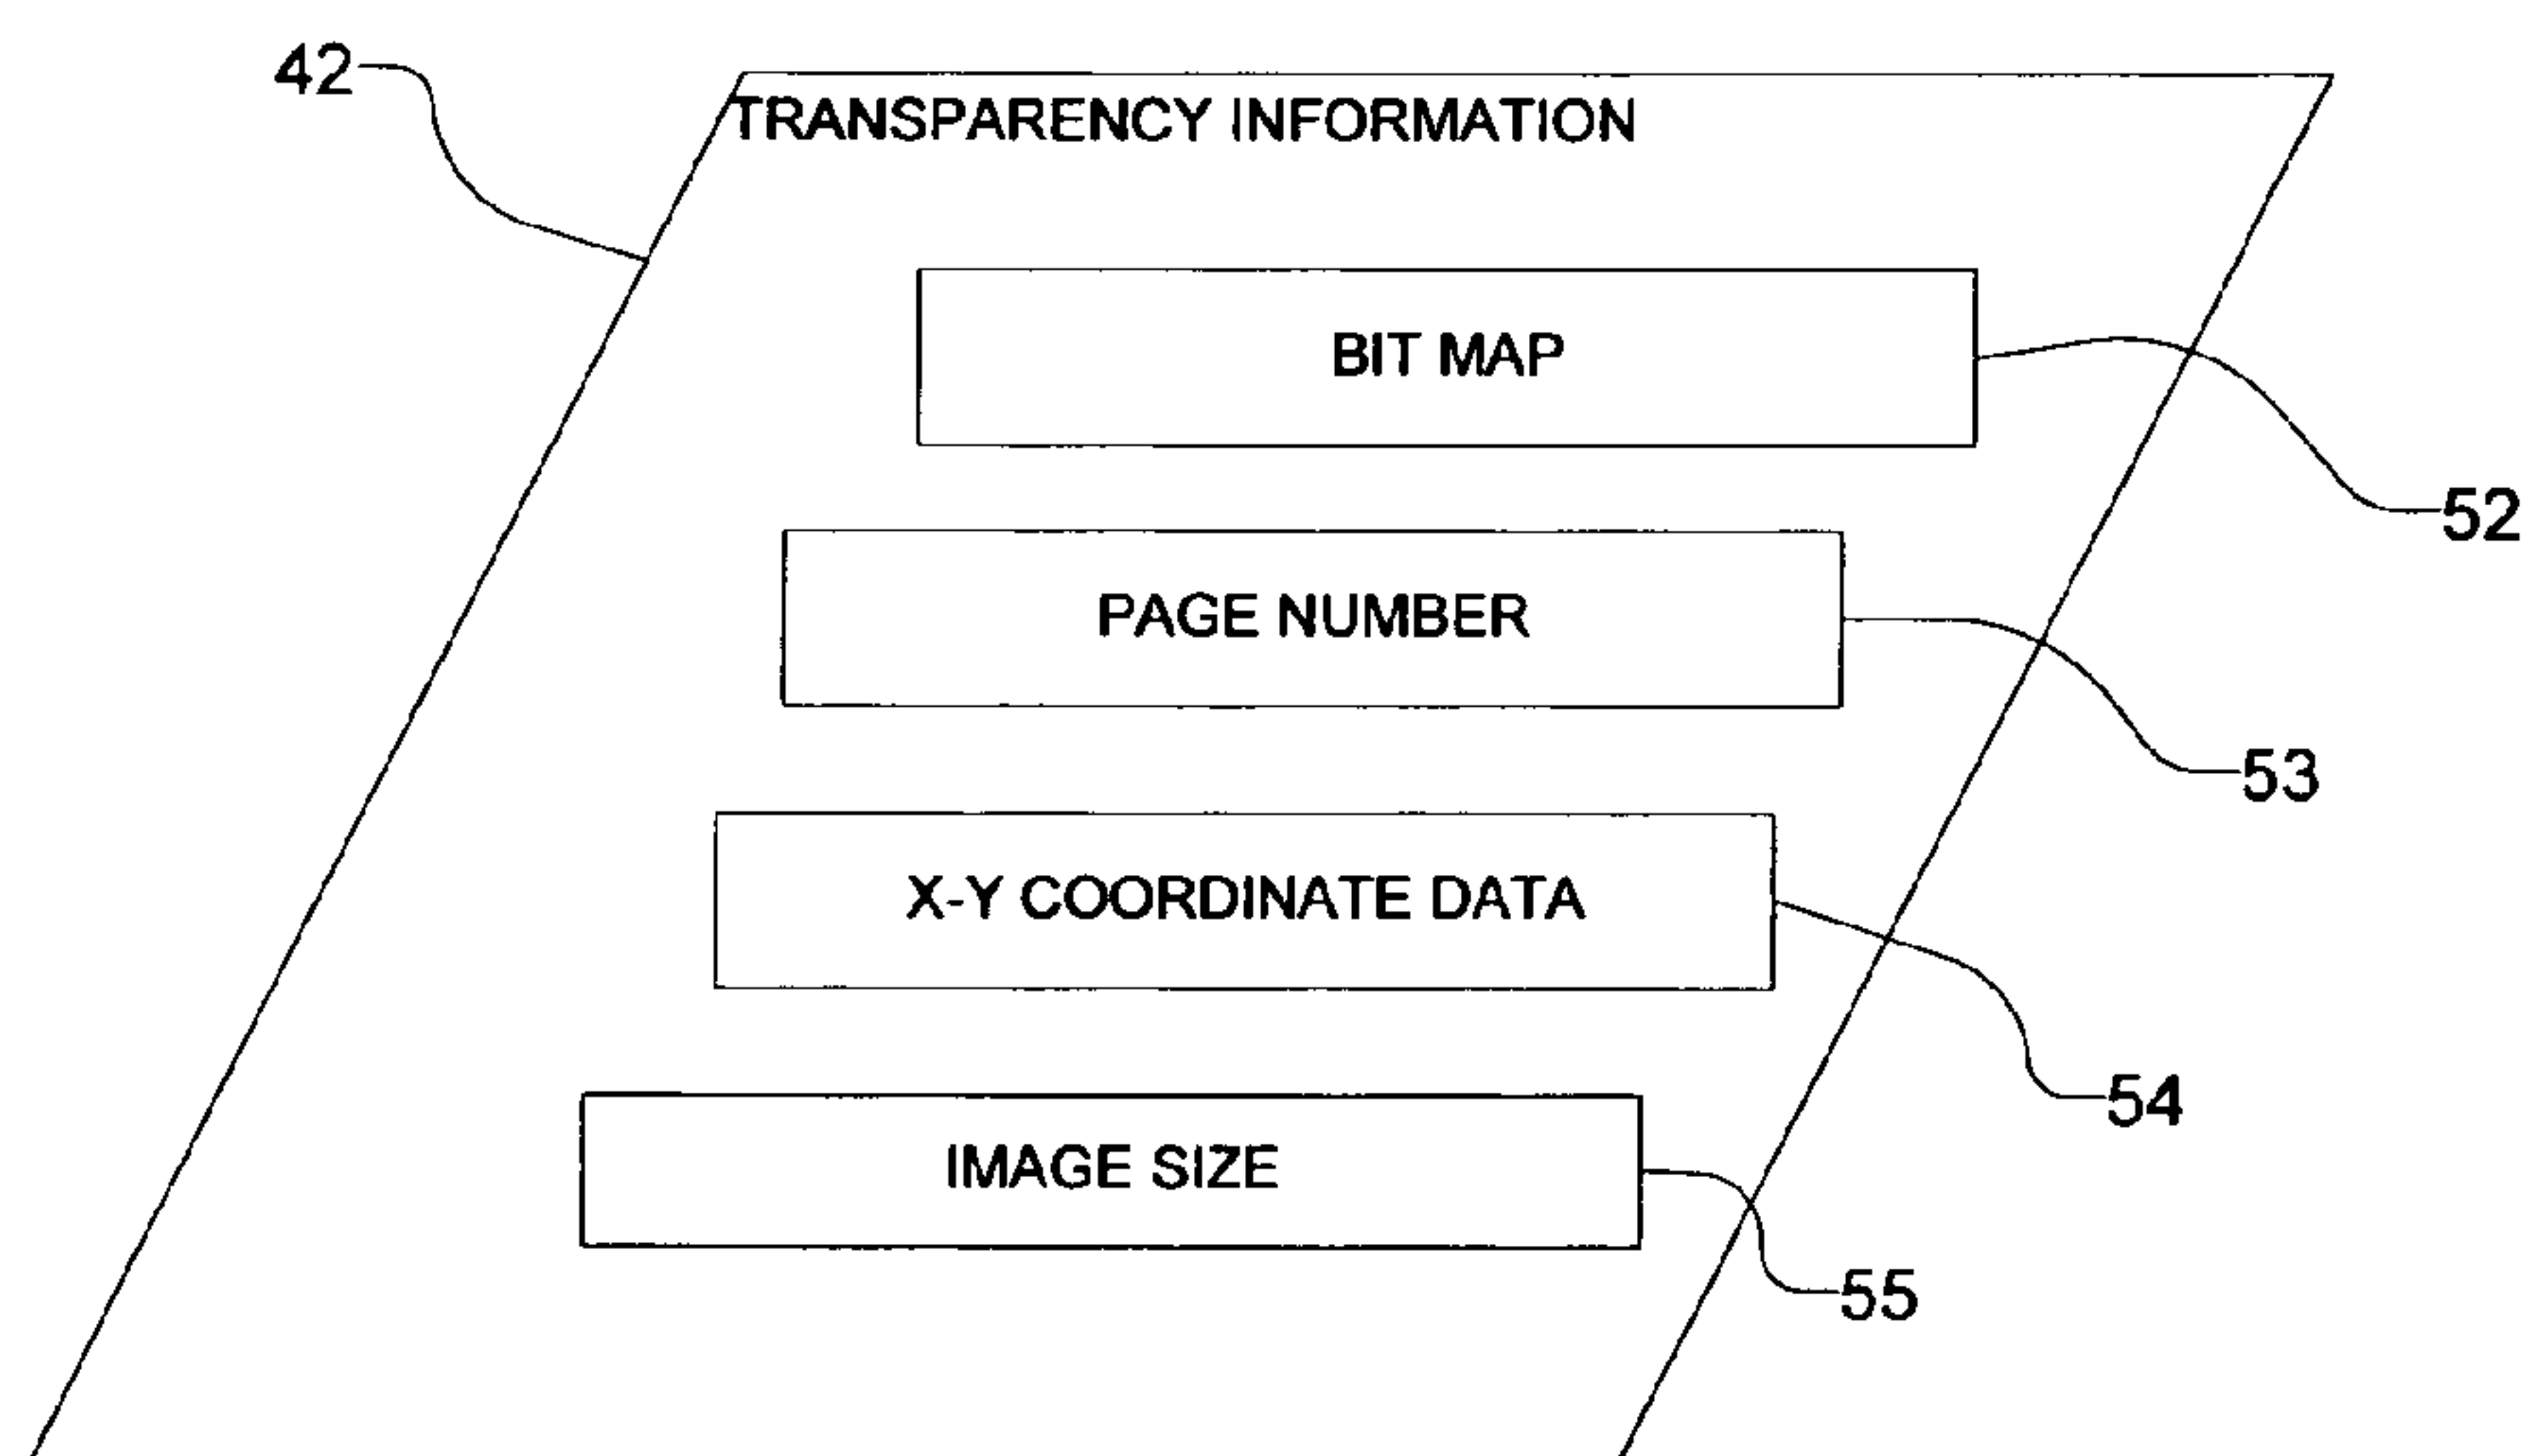 42
TRANSPARENCY INFORMATION
BIT MAP
52
PAGE NUMBER
53
X-Y COORDINATE DATA
54
IMAGE SIZE
55